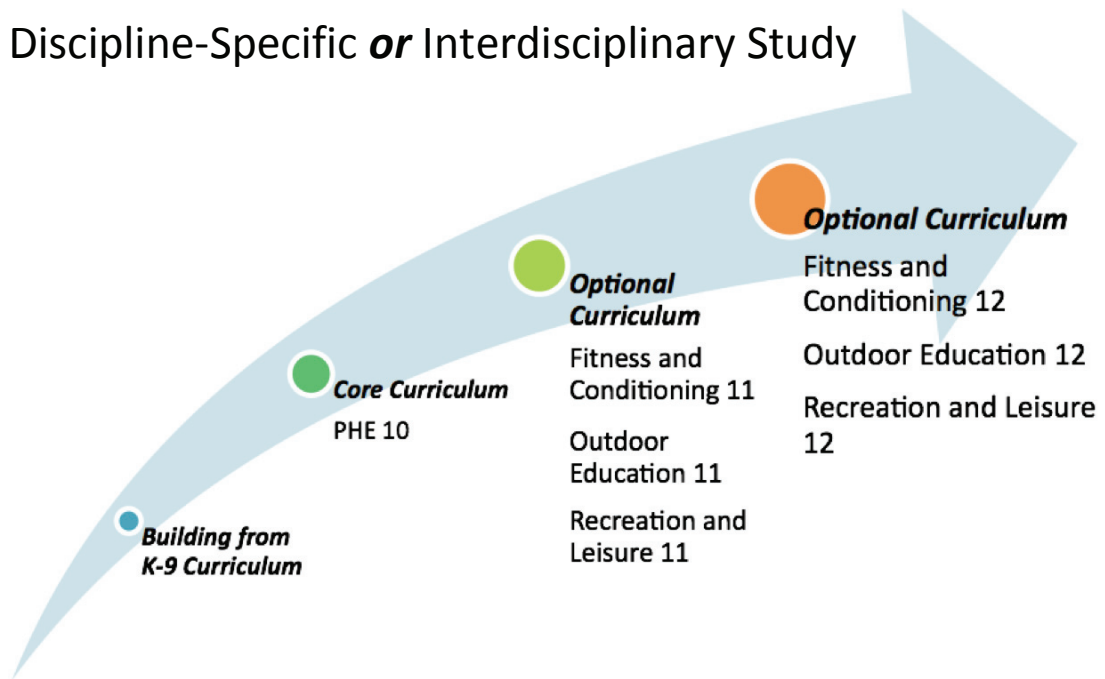 Discipline-Specific or Interdisciplinary Study
Building from
K-9 Curriculum
Core Curriculum
PHE 10
Optional
Curriculum
Fitness and
Conditioning 11
Outdoor
Education 11
Recreation and
Leisure 11
Optional Curriculum
Fitness and
Conditioning 12
Outdoor Education 12
Recreation and Leisure
12